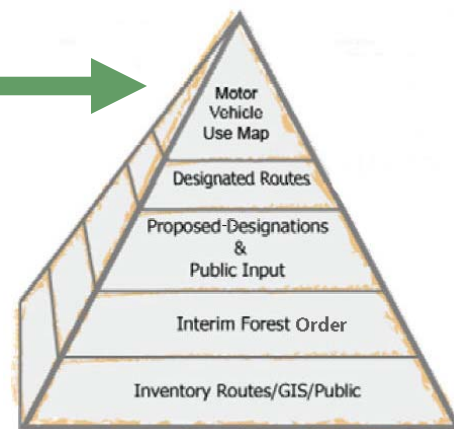 Motor
Vehicle
Use Map
Designated Routes
Proposed-Designations
&
Public Input
Interim Forest Order
Inventory Routes/GIS/Public